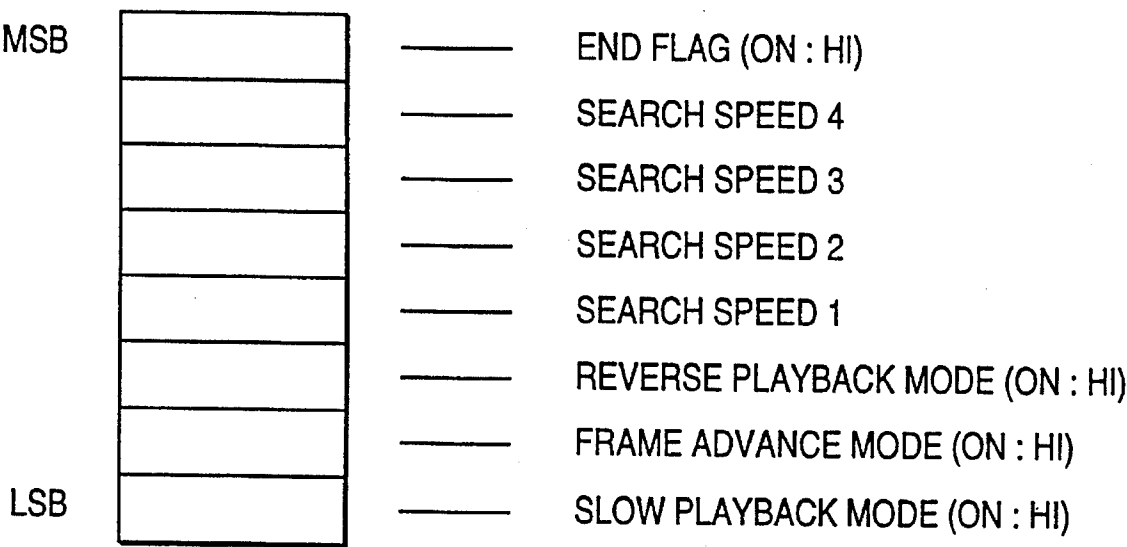 MSB END FLAG (ON : HI)
SEARCH SPEED 4
SEARCH SPEED 3
SEARCH SPEED 2
SEARCH SPEED 1
REVERSE PLAYBACK MODE (ON : HI)
FRAME ADVANCE MODE (ON : HI)
LSB SLOW PLAYBACK MODE (ON : HI)